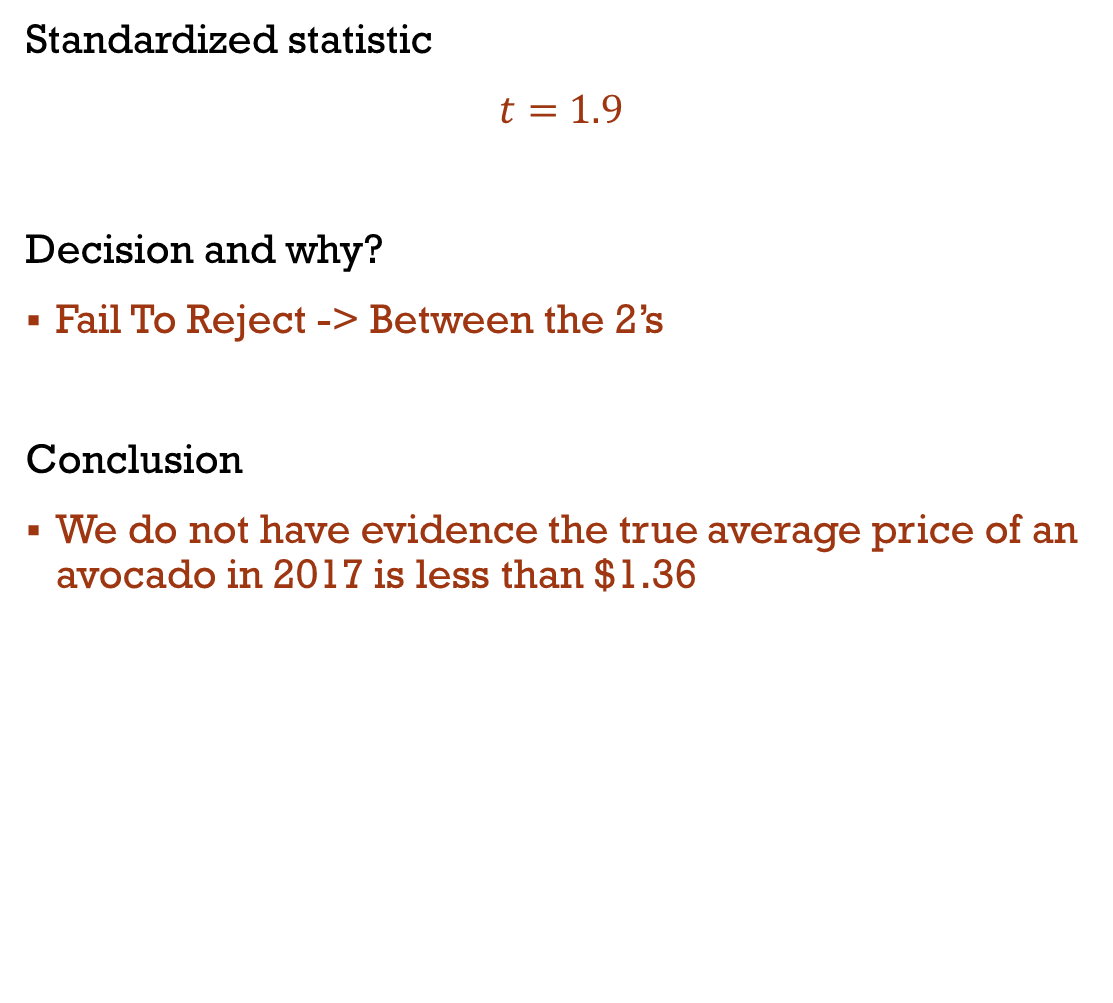 Standardized statistic
t = 1.9
Decision and why?
▪ Fail To Reject -> Between the 2’s
Conclusion
▪ We do not have evidence the true average price of an
avocado in 2017 is less than $1.36